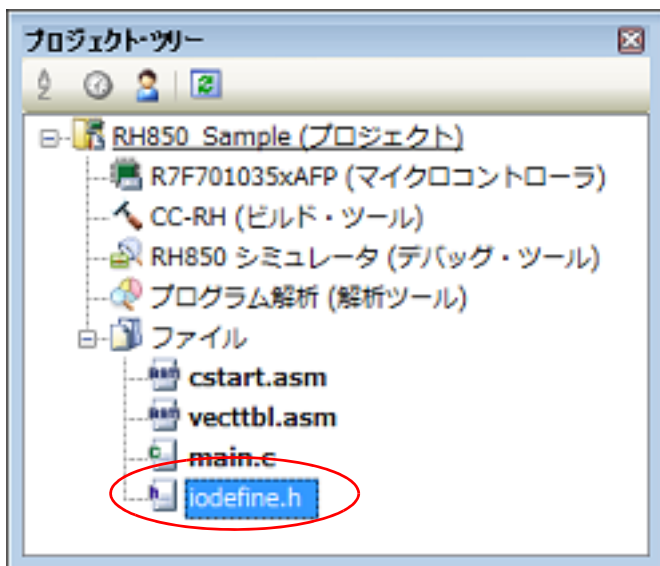 プロジェクト・ツリー
RH850_Sample (プロジェクト)
R7F701035xAFP (マイクロコントローラ)
CC-RH (ビルド・ツール)
RH850 シミュレータ (デバッグ・ツール)
プログラム解析 (解析ツール)
ファイル
cstart.asm
vecttbl.asm
main.c
iodefine.h